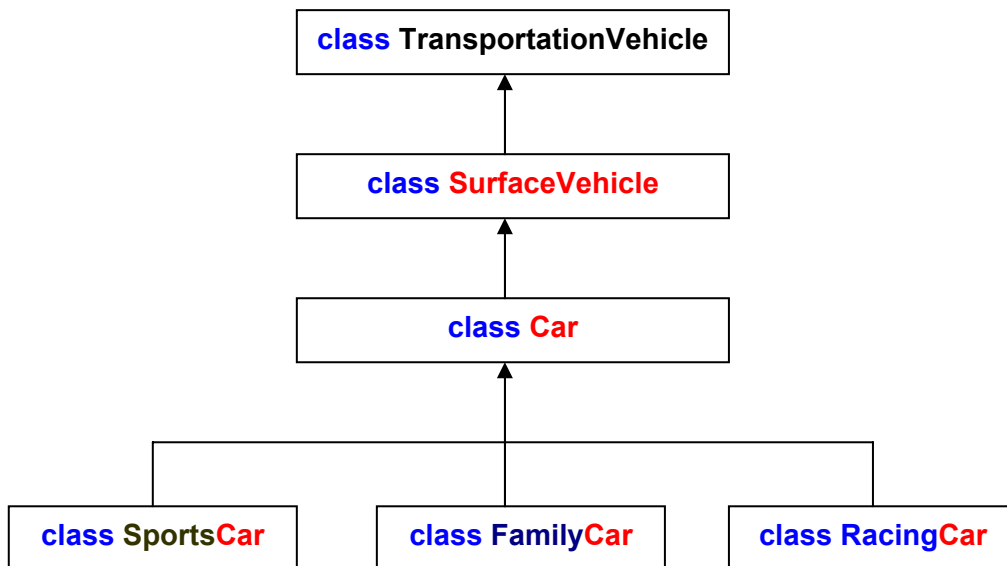 class TransportationVehicle
class SurfaceVehicle
class Car
class SportsCar
class FamilyCar
class RacingCar